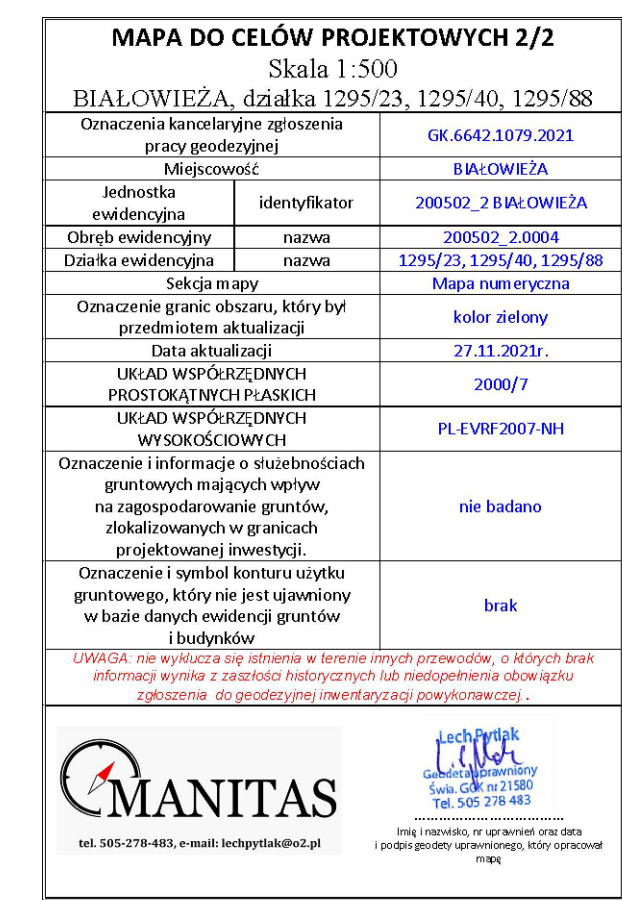 MAPA DO CELÓW PROJEKTOWYCH 2/2
Skala 1:500
BIAŁOWIEŻA, działka 1295/23, 1295/40, 1295/88
Oznaczenia kancelaryjne zgłoszenia
pracy geodezyjnej
GK.6642.1079.2021
Miejscowość
BIAŁOWIEŻA
Jednostka
ewidencyjna
identyfikator
200502_2 BIAŁOWIEŻA
Obręb ewidencyjny
nazwa
200502_2.0004
Działka ewidencyjna
nazwa
1295/23, 1295/40, 1295/88
Sekcja mapy
Mapa numeryczna
Oznaczenie granic obszaru, który był
przedmiotem aktualizacji
kolor zielony
Data aktualizacji
27.11.2021r.
UKŁAD WSPÓŁRZĘDNYCH
PROSTOKĄTNYCH PŁASKICH
2000/7
UKŁAD WSPÓŁRZĘDNYCH
WYSOKOŚCIOWYCH
PL-EVRF2007-NH
Oznaczenie i informacje o służebnościach
gruntowych mających wpływ
na zagospodarowanie gruntów,
zlokalizowanych w granicach
projektowanej inwestycji.
nie badano
Oznaczenie i symbol konturu użytku
gruntowego, który nie jest ujawniony
w bazie danych ewidencji gruntów
i budynków
brak
UWAGA: nie wyklucza się istnienia w terenie innych przewodów, o których brak
informacji wynika z zaszłości historycznych lub niedopełnienia obowiązku
zgłoszenia do geodezyjnej inwentaryzacji powykonawczej. .
MANITAS
tel. 505-278-483, e-mail: lechpytlak@o2.pl
Lech Pytlak
Geodeta uprawniony
Świa. GGK nr 21580
Tel. 505 278 483
Imię i nazwisko, nr uprawnień oraz data
i podpis geodety uprawnionego, który opracował
mapę